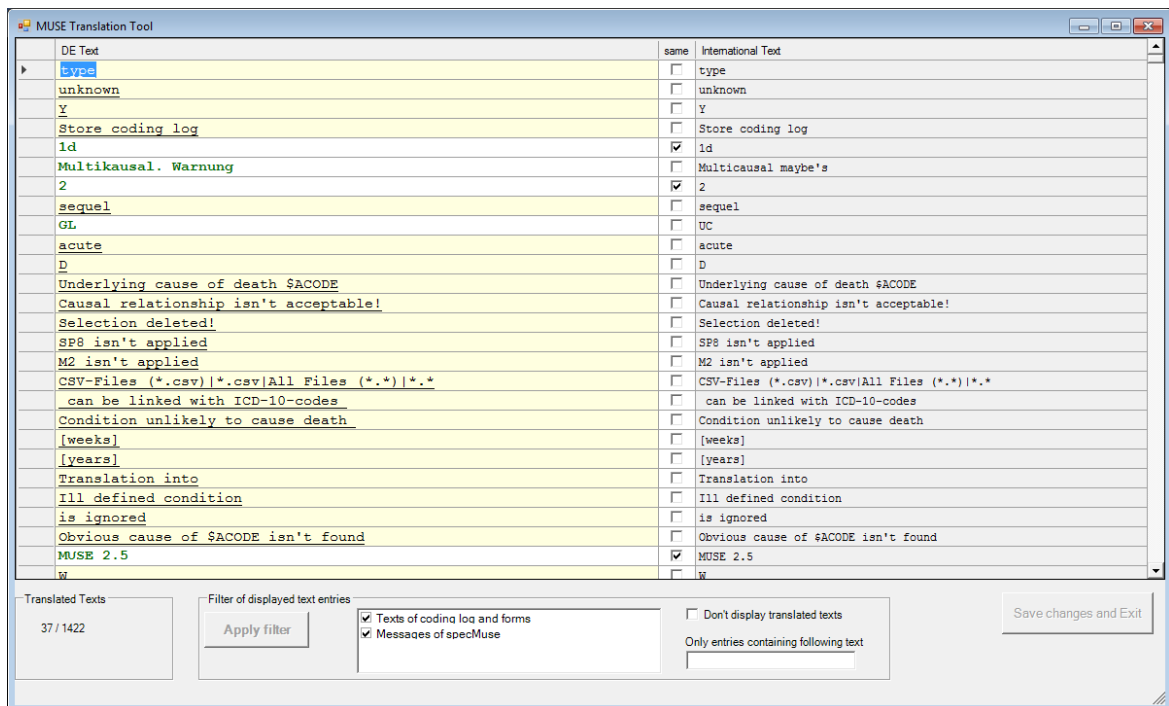 MUSE Translation Tool
DE Text same International Text
type type
unknown unknown
Y Y
Store coding log Store coding log
1d 1d
Multikausal. Warnung Multicausal maybe's
2 2
sequel sequel
GL UC
acute acute
D D
Underlying cause of death $ACODE Underlying cause of death $ACODE
Causal relationship isn't acceptable! Causal relationship isn't acceptable!
Selection deleted! Selection deleted!
SP8 isn't applied SP8 isn't applied
M2 isn't applied M2 isn't applied
CSV-Files (*.csv)|*.csv|All Files (*.*)|*.* CSV-Files (*.csv)|*.csv|All Files (*.*)|*.*
can be linked with ICD-10-codes can be linked with ICD-10-codes
Condition unlikely to cause death Condition unlikely to cause death
[weeks] [weeks]
[years] [years]
Translation into Translation into
Ill defined condition Ill defined condition
is ignored is ignored
Obvious cause of $ACODE isn't found Obvious cause of $ACODE isn't found
MUSE 2.5 MUSE 2.5
W W
Translated Texts
37 / 1422
Filter of displayed text entries
Apply filter
Texts of coding log and forms
Messages of specMuse
Don't display translated texts
Only entries containing following text
Save changes and Exit